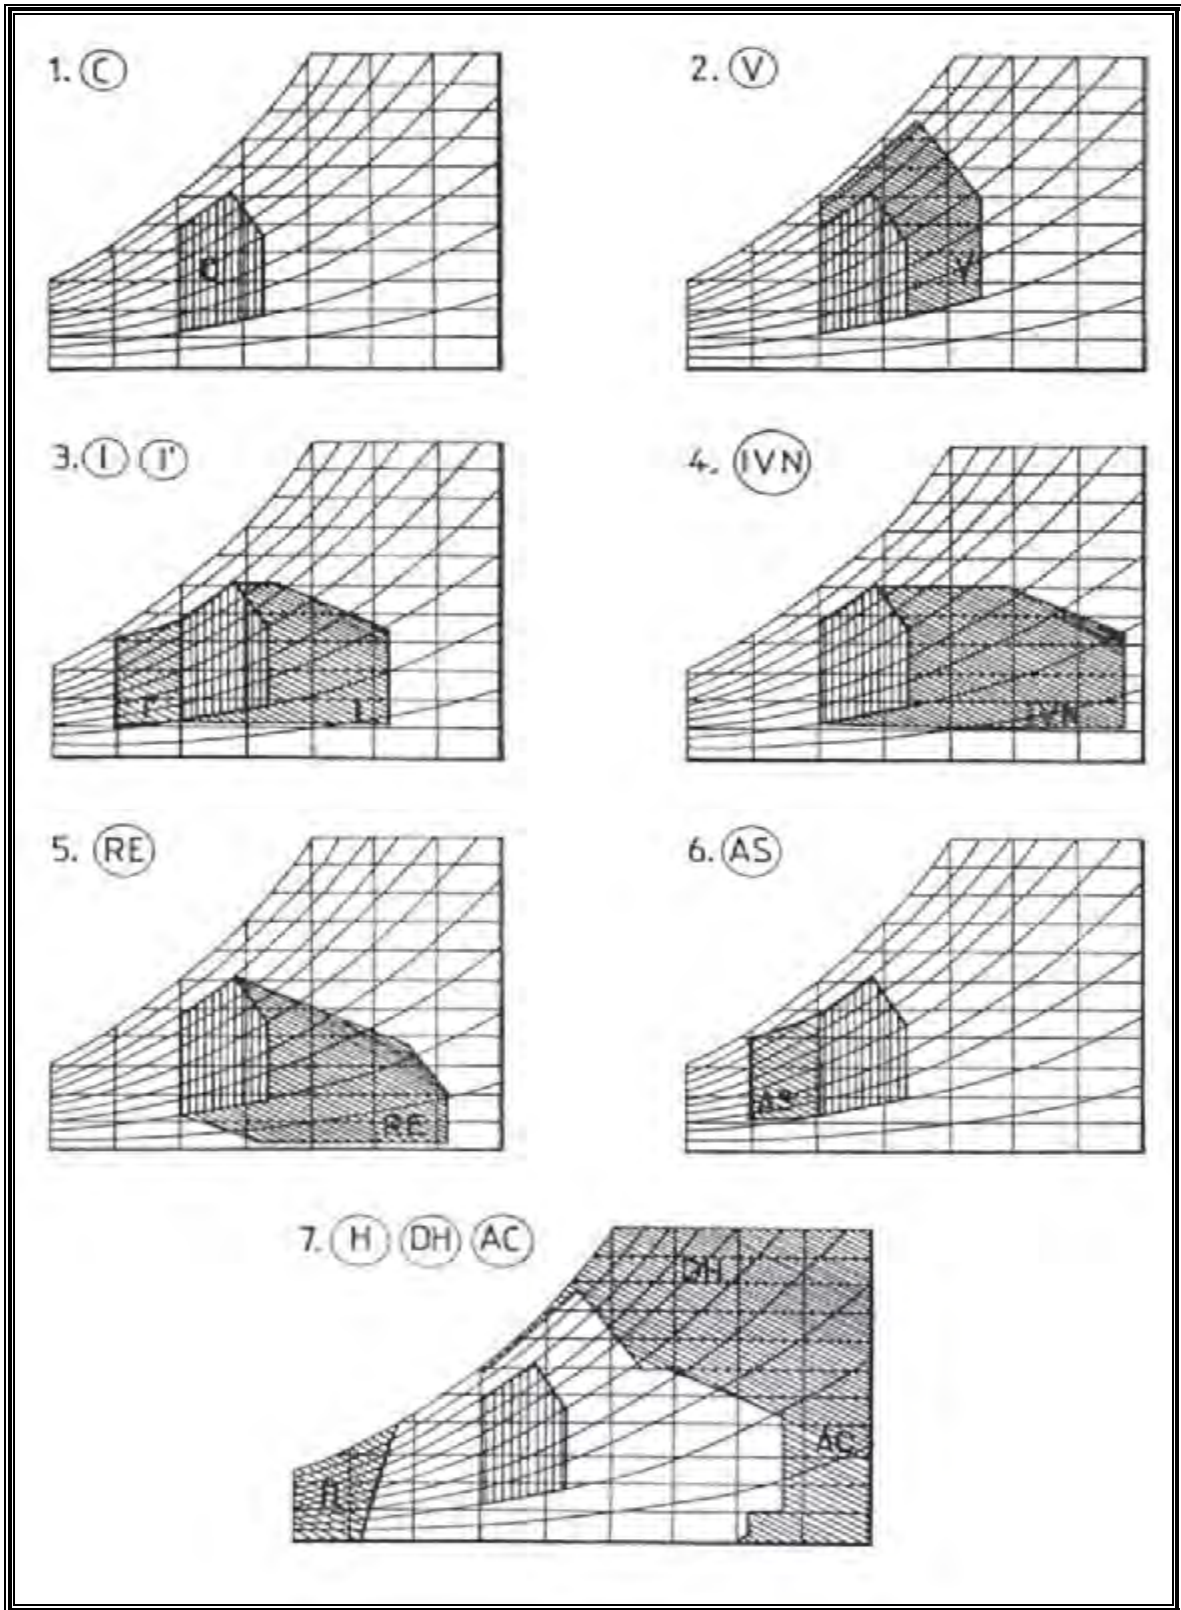 1. C
2. V
C
V
3. I I'
4. IVN
I'
I
IVN
5. RE
6. AS
RE
AS
7. H DH AC
DH
AC